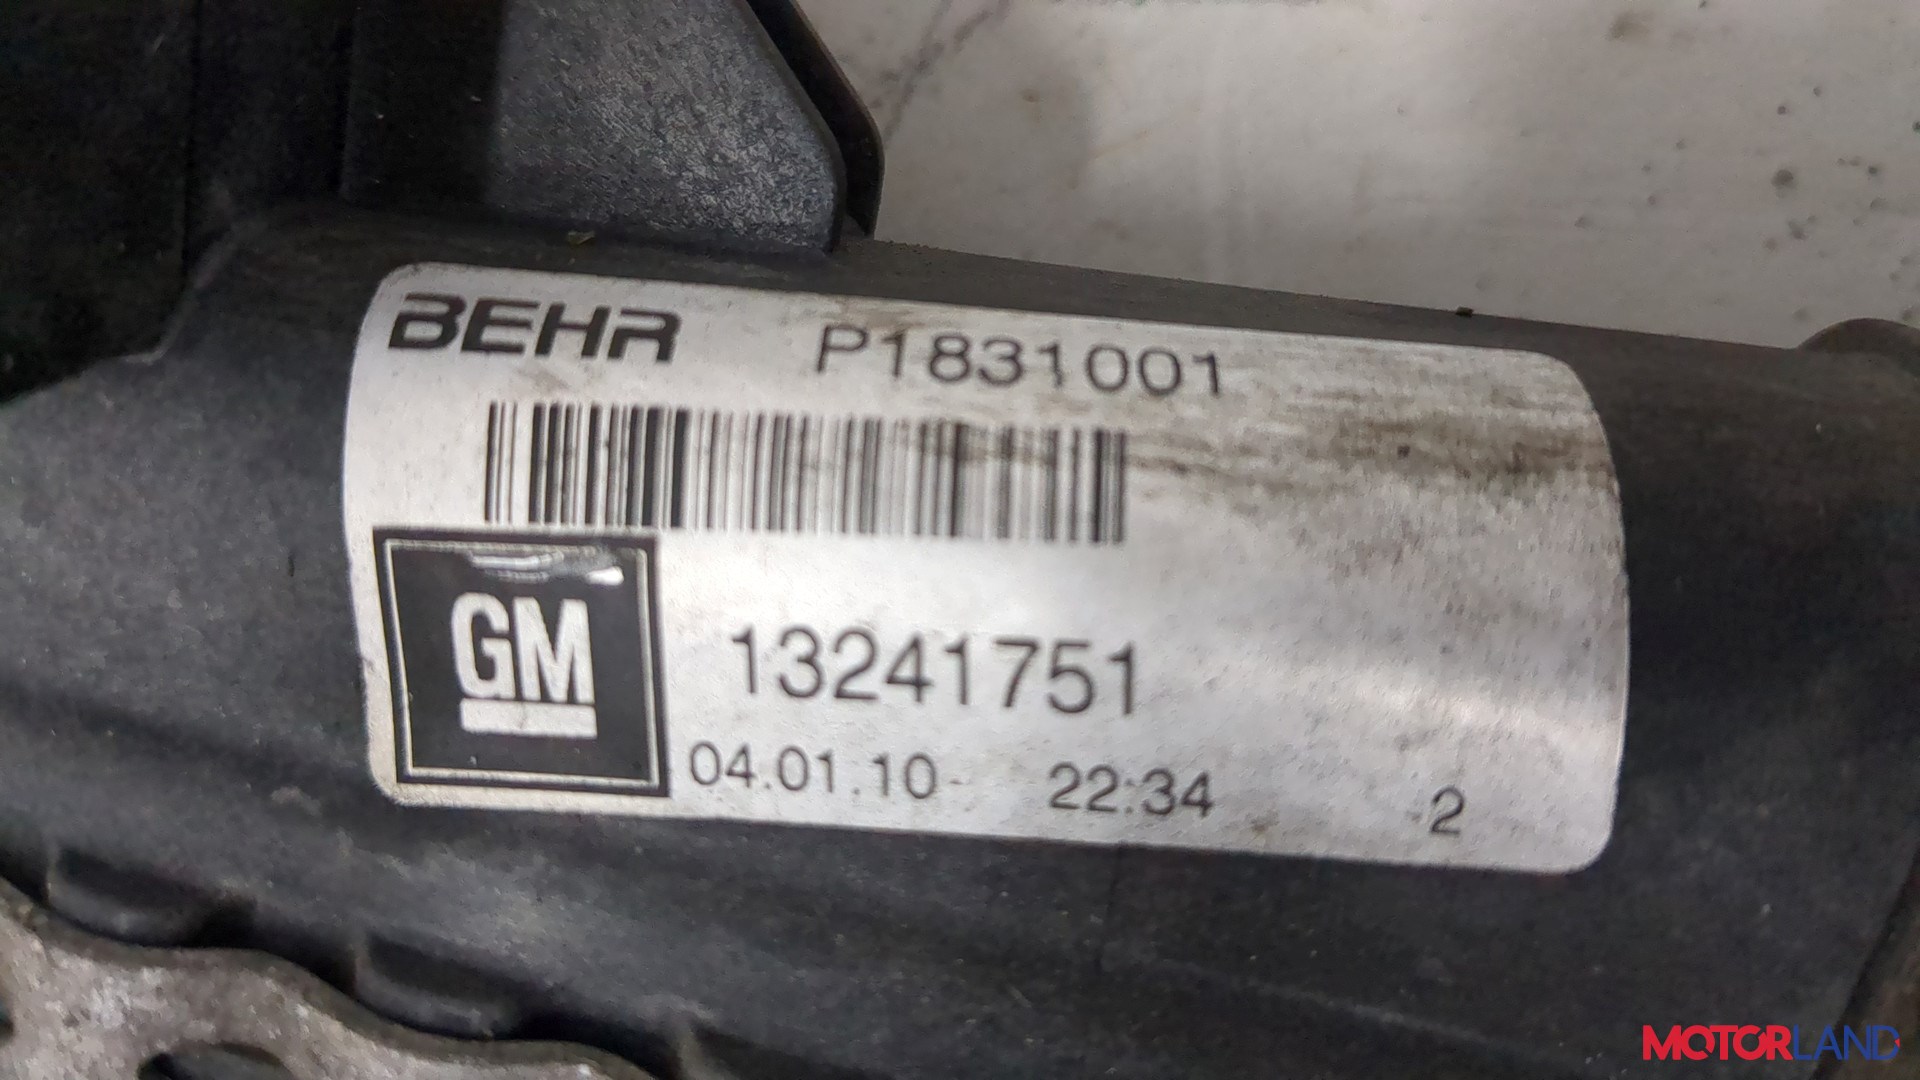 BEHR P1831001
GM 13241751
04.01.10 22:34 2
MOTORLAND